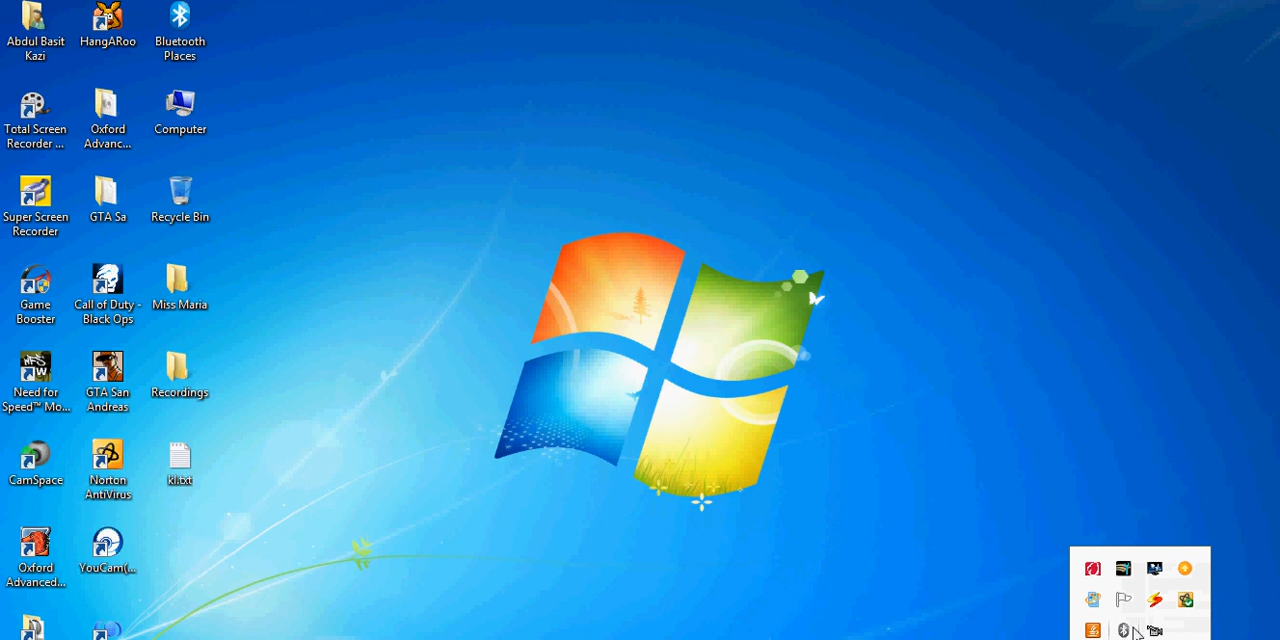 Abdul Basit
Kazi
HangARoo
Bluetooth
Places
Total Screen
Recorder ...
Oxford
Advanc...
Computer
Super Screen
Recorder
GTA Sa
Recycle Bin
Game
Booster
Call of Duty -
Black Ops
Miss Maria
Need for
Speed™ Mo...
GTA San
Andreas
Recordings
CamSpace
Norton
AntiVirus
kl.txt
Oxford
Advanced...
YouCam(...